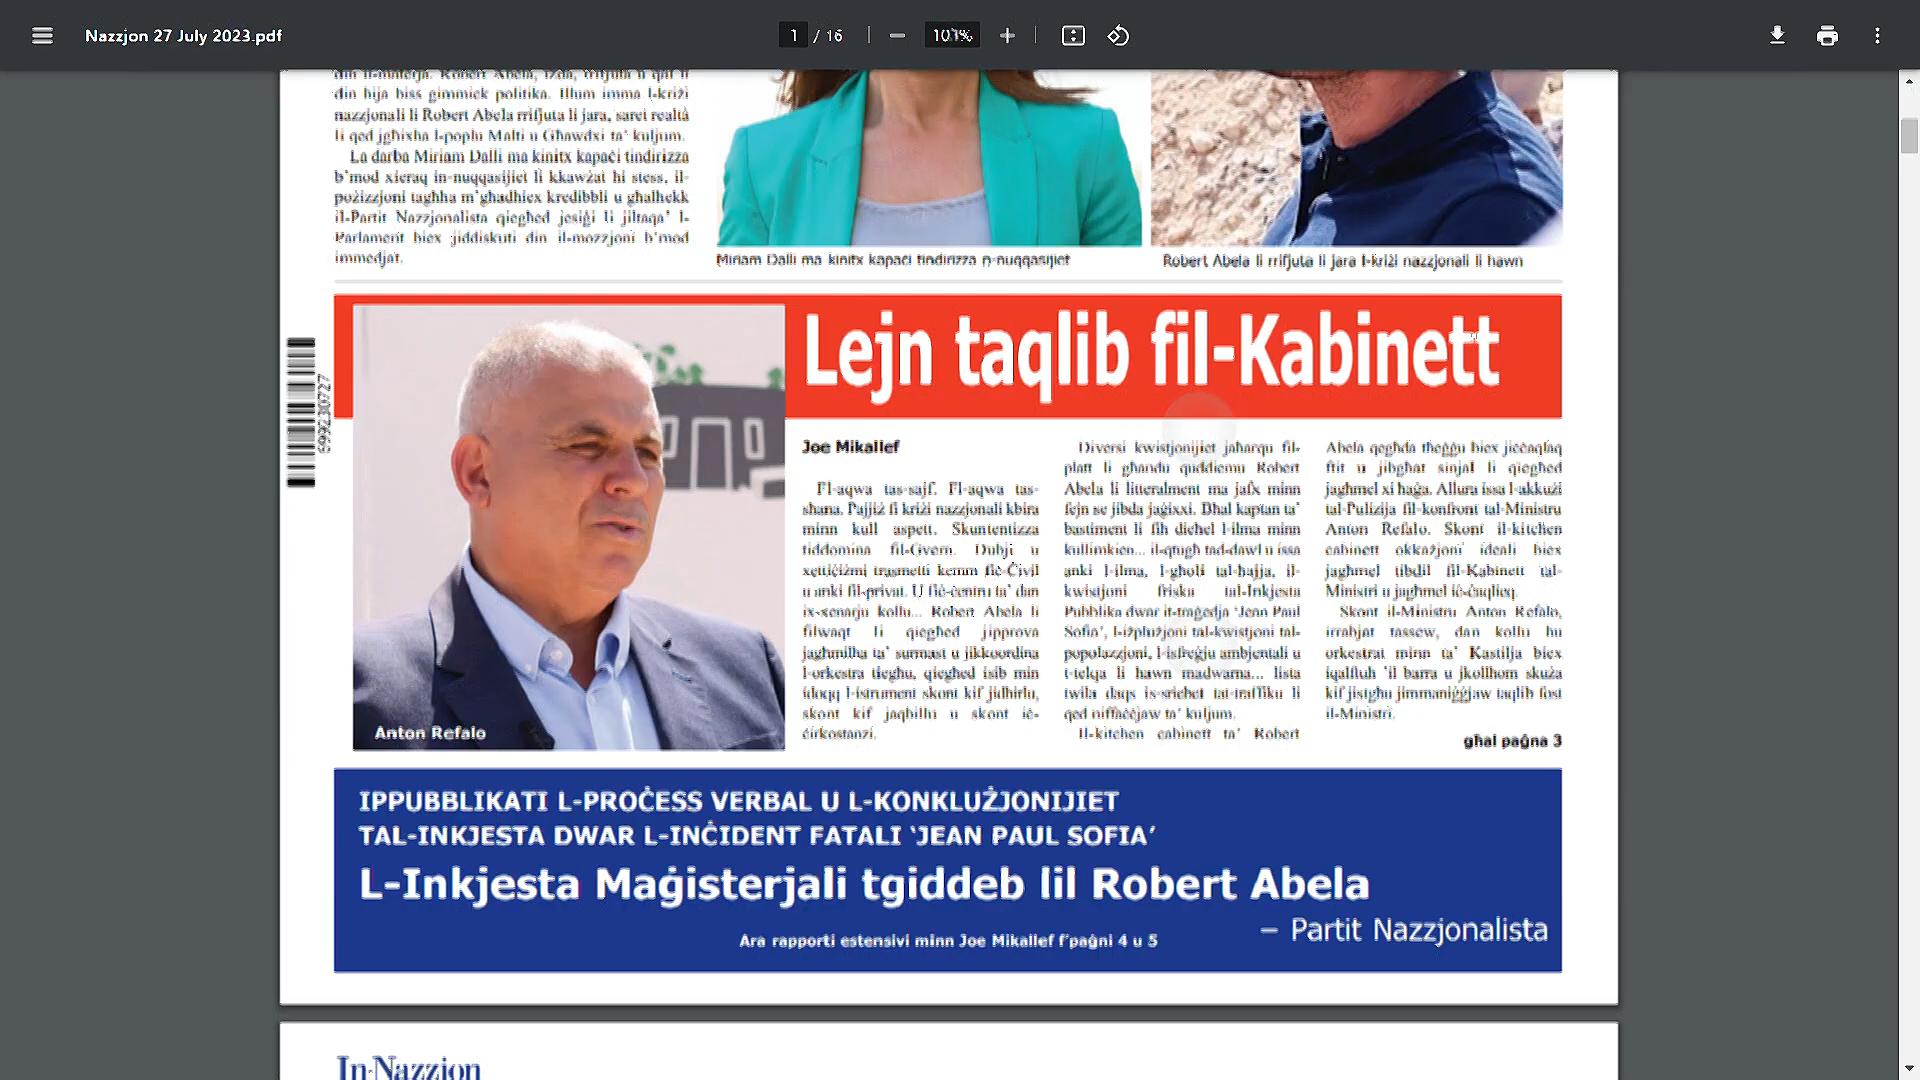 Nazzjon 27 July 2023.pdf
1 / 16
101%
din il-materja. Robert Abela, iżda, rrifjuta u qal li
din hija biss gimmick politika. Illum imma l-kriżi
nazzjonali li Robert Abela rrifjuta li jara, saret realtà
li qed jgħixha l-poplu Malti u Għawdxi ta’ kuljum.
La darba Miriam Dalli ma kinitx kapaċi tindirizza
b’mod xieraq in-nuqqasijiet li kkawżat hi stess, il-
pożizzjoni tagħha m’għadhiex kredibbli u għalhekk
il-Partit Nazzjonalista qiegħed jesiġi li jiltaqa’ l-
Parlament biex jiddiskuti din il-mozzjoni b’mod
immedjat.
Miriam Dalli ma kinitx kapaċi tindirizza n-nuqqasijiet
Robert Abela li rrifjuta li jara l-kriżi nazzjonali li hawn
Lejn taqlib fil-Kabinett
Anton Refalo
Joe Mikallef
Fl-aqwa tas-sajf. Fl-aqwa tas-
sħana. Pajjiż fi kriżi nazzjonali kbira
minn kull aspett. Skuntentizza
tiddomina fil-Gvern. Dubji u
xettiċiżmi trasmetti kemm fiċ-Ċivil
u anki fil-privat. U fiċ-ċentru ta’ dan
ix-xenarju kollu... Robert Abela li
filwaqt li qiegħed jipprova
jagħmilha ta’ surmast u jikkoordina
l-orkestra tiegħu, qiegħed isib min
idoqq l-istrument skont kif jidhirlu,
skont kif jaqbillu u skont iċ-
ċirkostanzi.
Diversi kwistjonijiet jaħarqu fil-
platt li għandu quddiemu Robert
Abela li litteralment ma jafx minn
fejn se jibda jaġixxi. Bħal kaptan ta’
bastiment li fih dieħel l-ilma minn
kullimkien... il-qtugħ tad-dawl u issa
anki l-ilma, l-għoli tal-ħajja, il-
kwistjoni friska tal-Inkjesta
Pubblika dwar it-traġedja ‘Jean Paul
Sofia’, l-iżplużjoni tal-kwistjoni tal-
popolazzjoni, l-isfreġju ambjentali u
t-telqa li hawn madwarna... lista
twila daqs is-sriebet tat-traffiku li
qed niffaċċjaw ta’ kuljum.
Il-kitchen cabinett ta’ Robert
Abela qegħda tħeġġu biex jiċċaqlaq
ftit u jibgħat sinjal li qiegħed
jagħmel xi ħaġa. Allura issa l-akkużi
tal-Pulizija fil-konfront tal-Ministru
Anton Refalo. Skont il-kitchen
cabinett okkażjoni ideali biex
jagħmel tibdil fil-Kabinett tal-
Ministri u jagħmel iċ-ċaqliq.
Skont il-Ministru Anton Refalo,
irrabjat tassew, dan kollu hu
orkestrat minn ta’ Kastilja biex
iqalfluh ’il barra u jkollhom skuża
kif jistgħu jimmaniġġjaw taqlib fost
il-Ministri.
għal paġna 3
IPPUBBLIKATI L-PROĊESS VERBAL U L-KONKLUŻJONIJIET
TAL-INKJESTA DWAR L-INĊIDENT FATALI ‘JEAN PAUL SOFIA’
L-Inkjesta Maġisterjali tgiddeb lil Robert Abela
– Partit Nazzjonalista
Ara rapporti estensivi minn Joe Mikallef f’paġni 4 u 5
In-Nazzjon